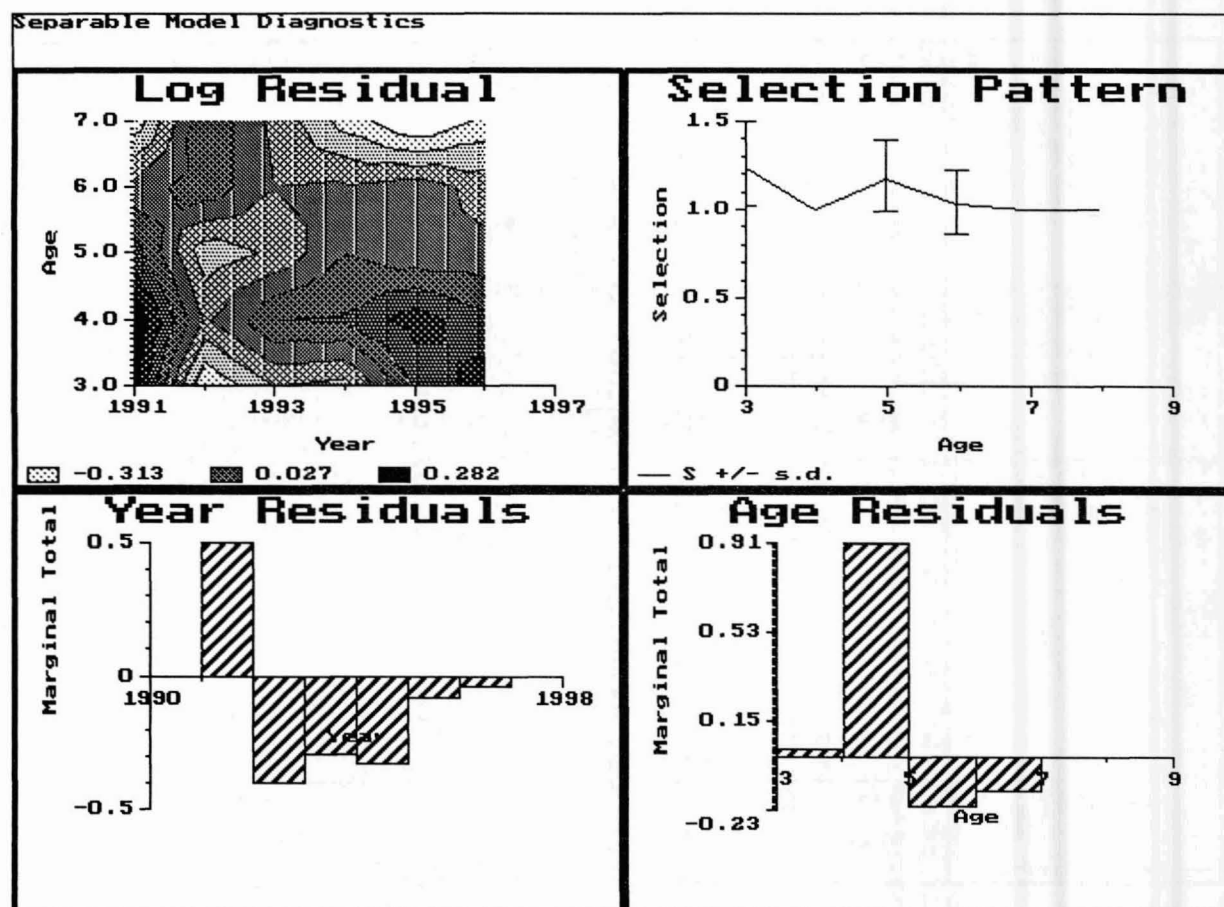 Separable Model Diagnostics
Log Residual
7.0
6.0
5.0
4.0
3.0
Age
1991 1993 1995 1997
Year
-0.313 0.027 0.282
Selection Pattern
1.5
1.0
0.5
0
Selection
3 5 7 9
Age
S +/- s.d.
Year Residuals
0.5
0
-0.5
Marginal Total
1990 1998
Year
Age Residuals
0.91
0.53
0.15
-0.23
Marginal Total
3 5 7 9
Age